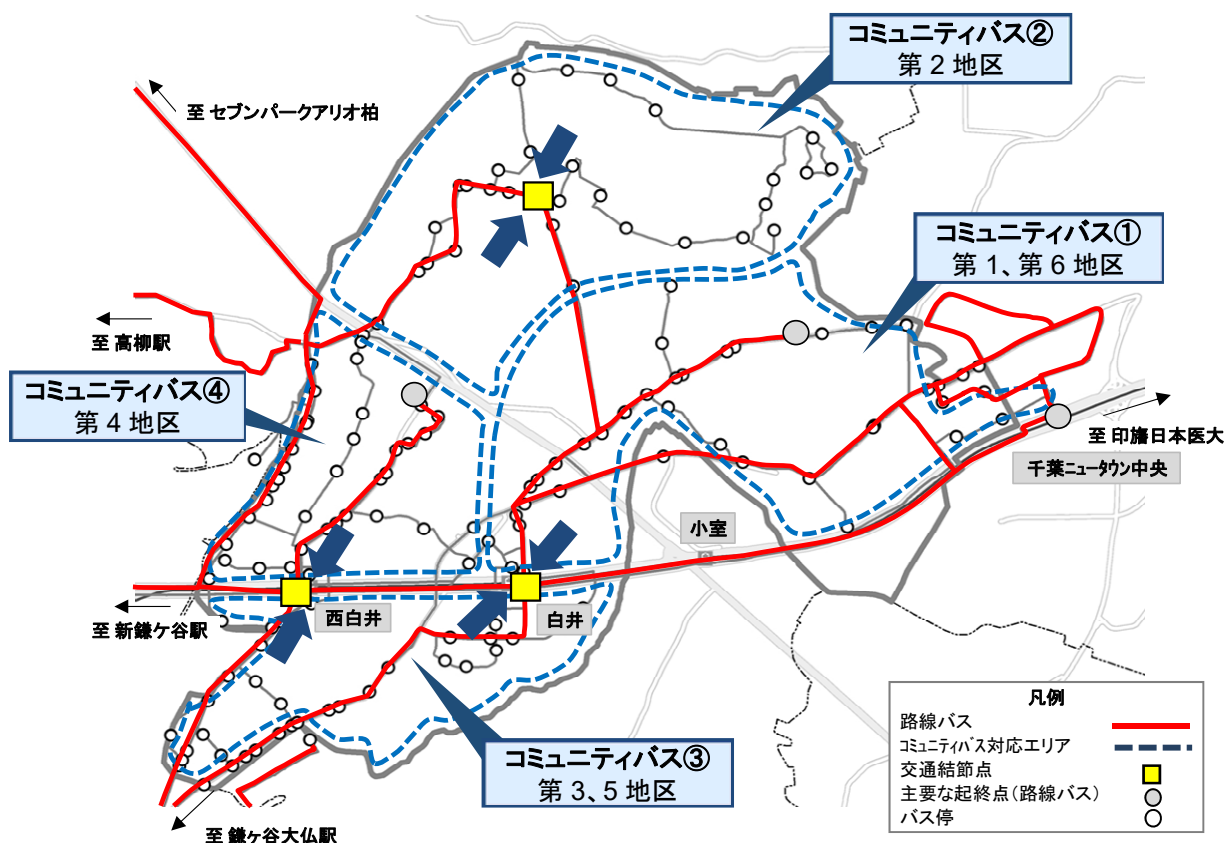 コミュニティバス②
第2地区
至 セブンパークアリオ柏
コミュニティバス①
第1、第6地区
至 高柳駅
コミュニティバス④
第4地区
至 印旛日本医大
千葉ニュータウン中央
小室
西白井
白井
至 新鎌ケ谷駅
コミュニティバス③
第3、5地区
至 鎌ヶ谷大仏駅
凡例
路線バス
コミュニティバス対応エリア
交通結節点
主要な起終点(路線バス)
バス停